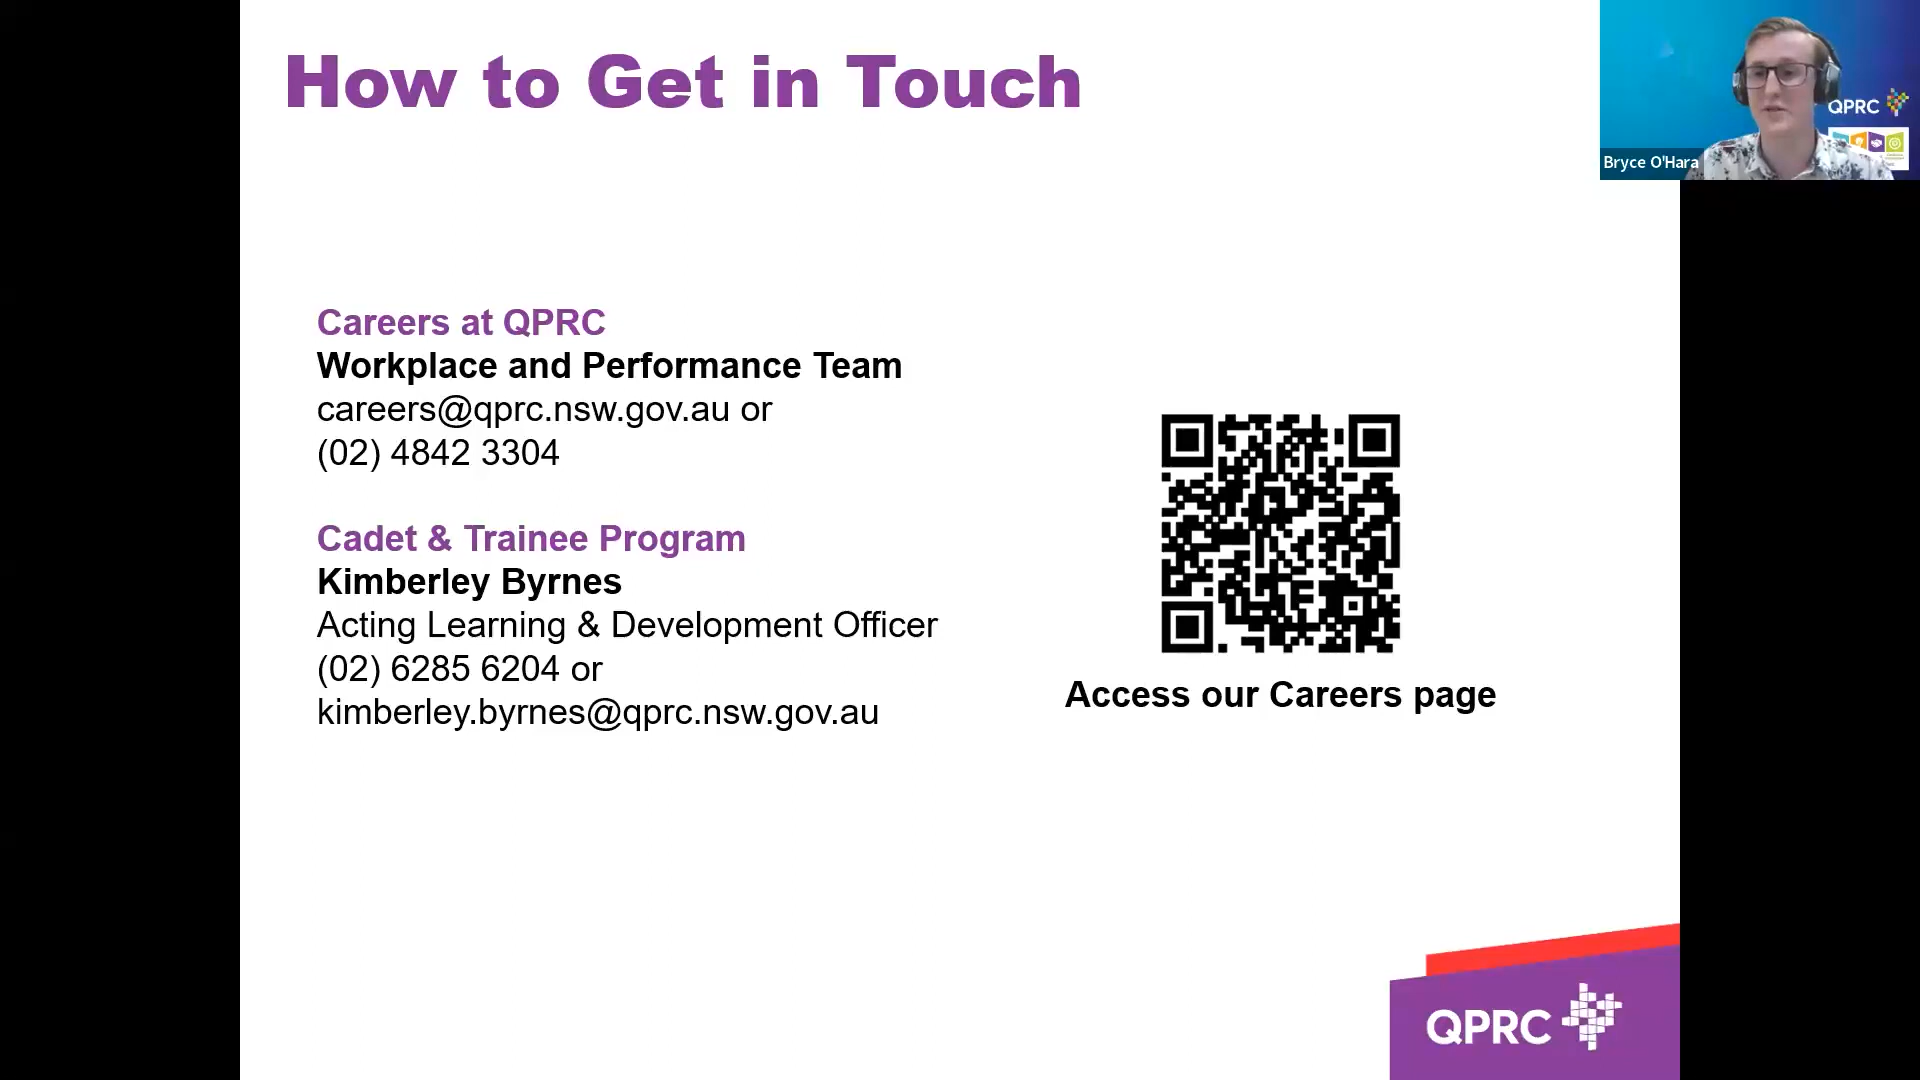 How to Get in Touch
QPRC
Bryce O'Hara
Careers at QPRC
Workplace and Performance Team
careers@qprc.nsw.gov.au or
(02) 4842 3304
Cadet & Trainee Program
Kimberley Byrnes
Acting Learning & Development Officer
(02) 6285 6204 or
kimberley.byrnes@qprc.nsw.gov.au
Access our Careers page
QPRC